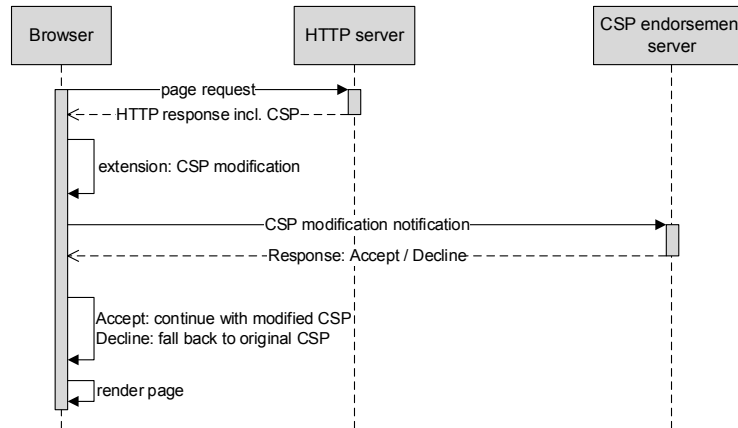 Browser
HTTP server
CSP endorsemen
server
page request
HTTP response incl. CSP
extension: CSP modification
CSP modification notification
Response: Accept / Decline
Accept: continue with modified CSP
Decline: fall back to original CSP
render page